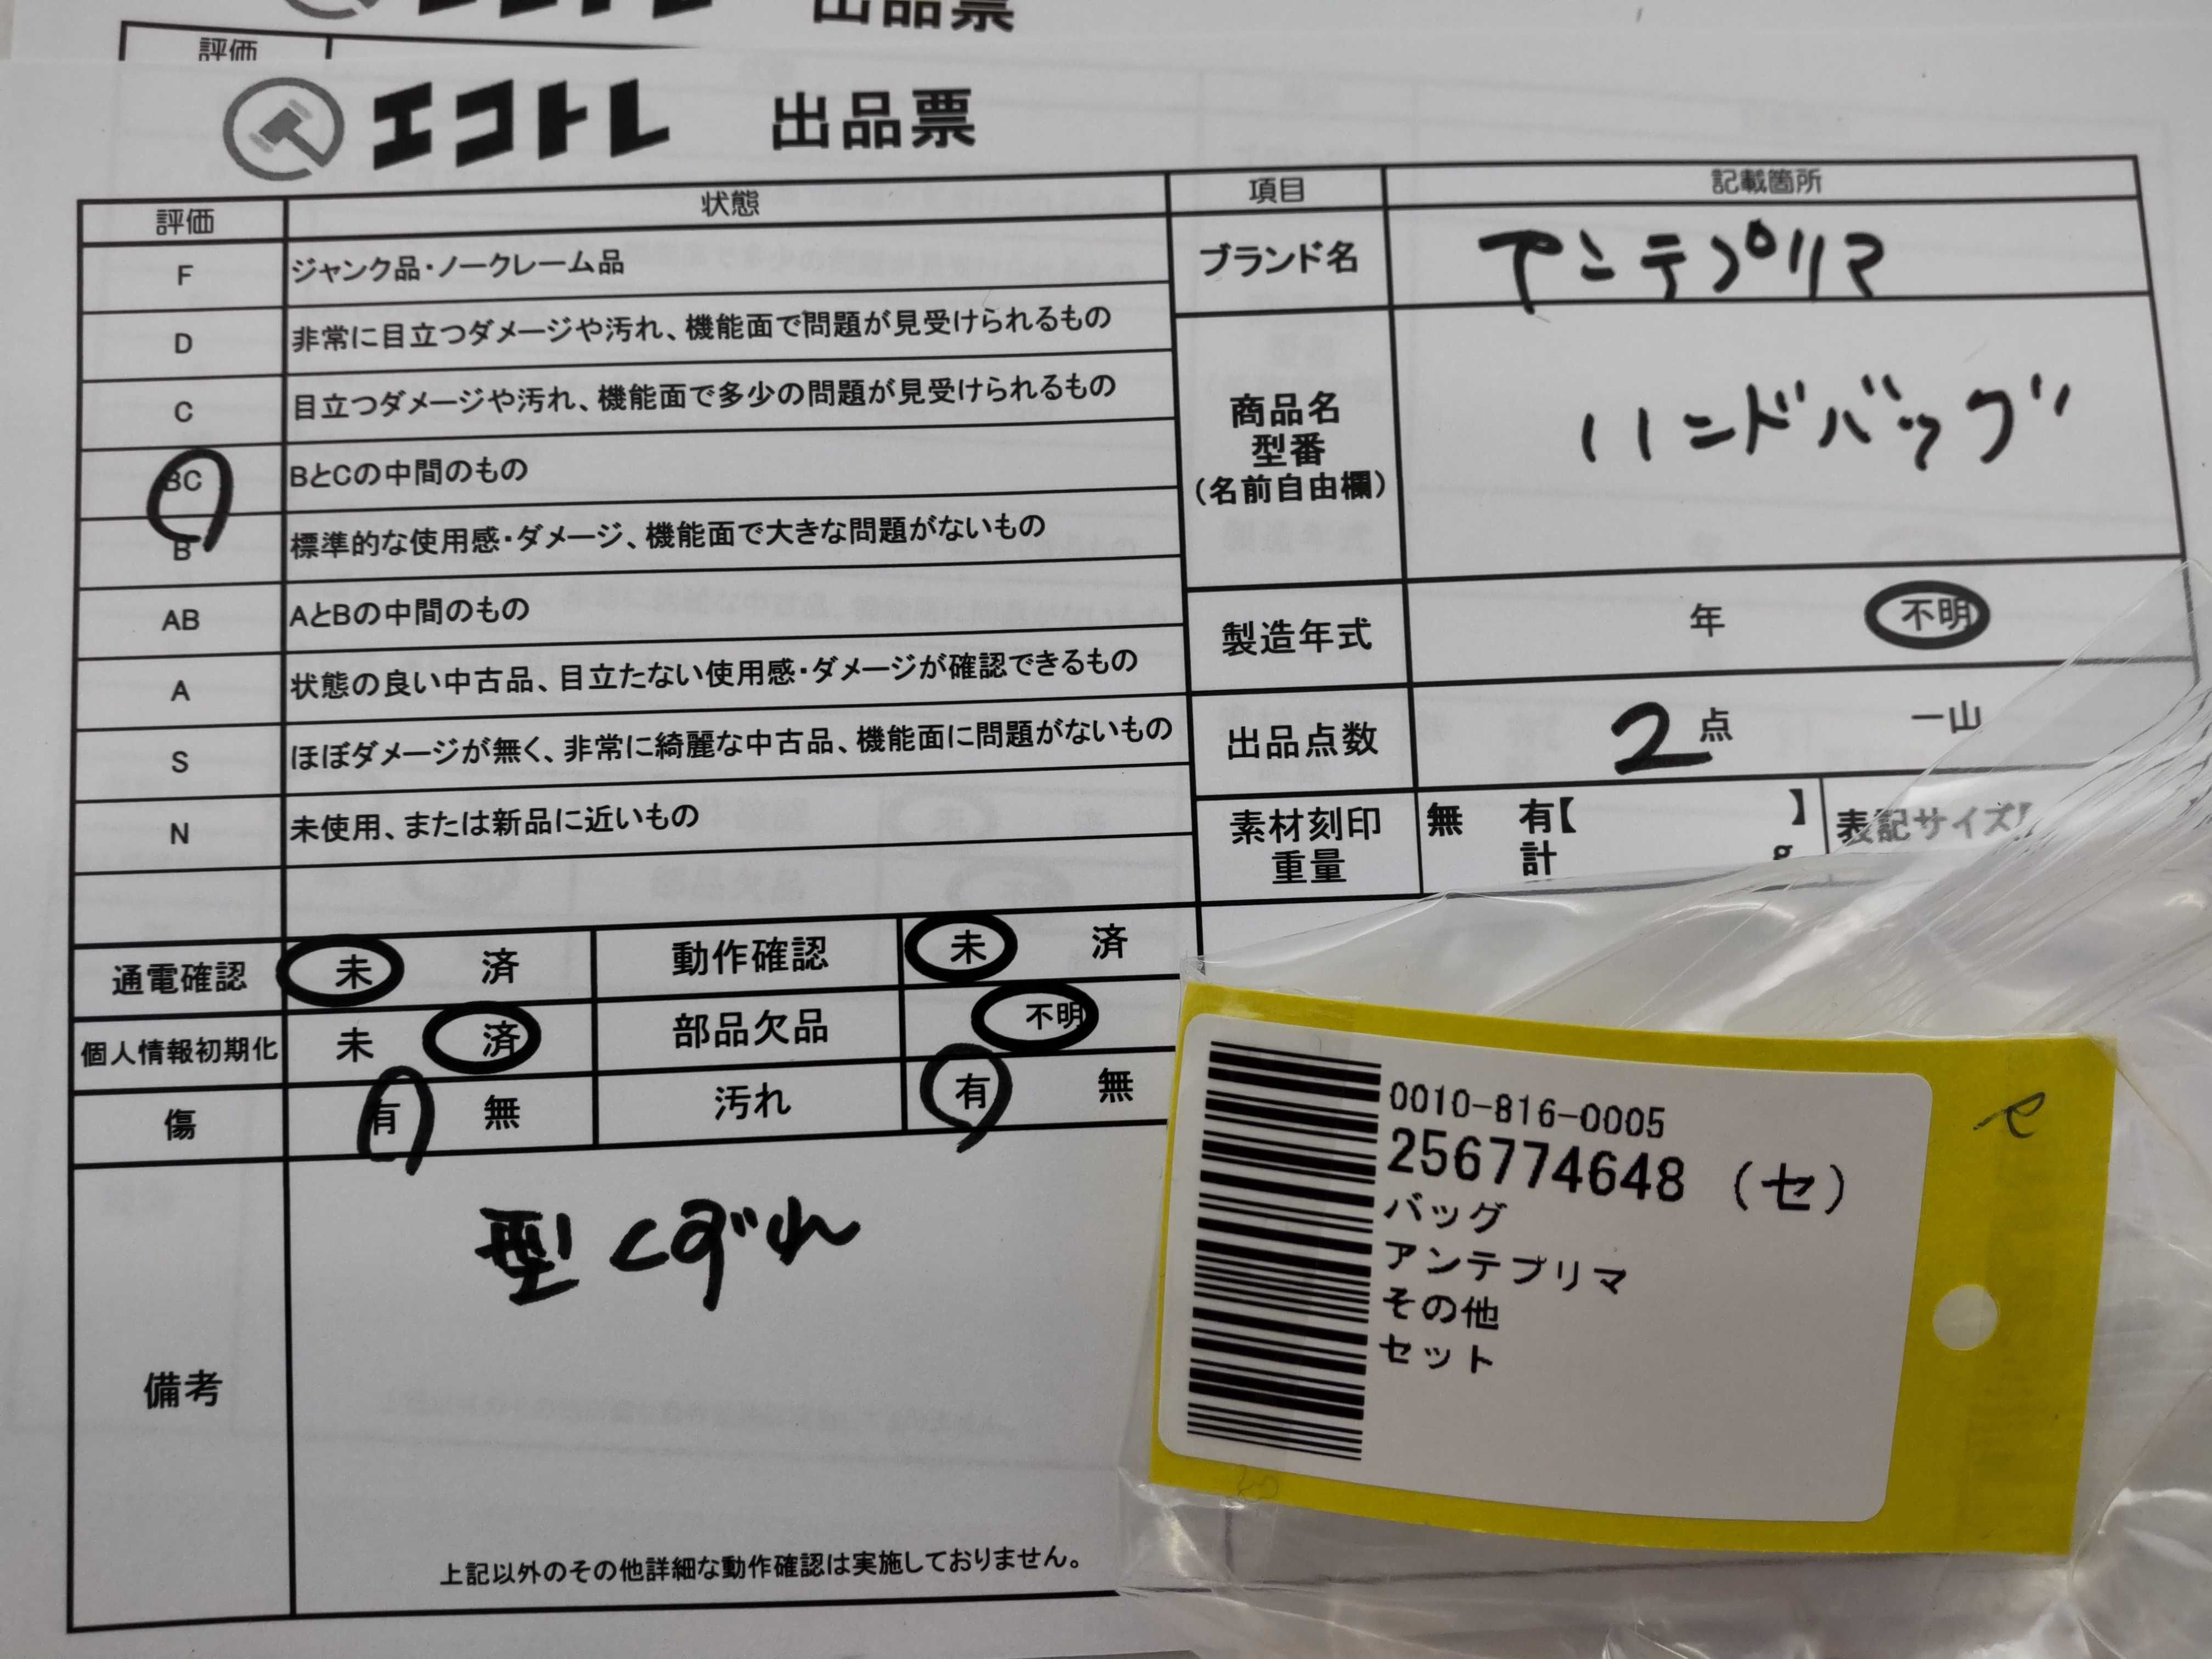 出品票
評価
エコトレ 出品票
評価 状態 項目 記載箇所
F ジャンク品・ノークレーム品
D 非常に目立つダメージや汚れ、機能面で問題が見受けられるもの
C 目立つダメージや汚れ、機能面で多少の問題が見受けられるもの
BC BとCの中間のもの
B 標準的な使用感・ダメージ、機能面で大きな問題がないもの
AB AとBの中間のもの
A 状態の良い中古品、目立たない使用感・ダメージが確認できるもの
S ほぼダメージが無く、非常に綺麗な中古品、機能面に問題がないもの
N 未使用、または新品に近いもの
ブランド名 アンテプリマ
商品名
型番
(名前自由欄)
ハンドバッグ
製造年式 年 不明
出品点数 2 点 一山
素材刻印 無 有【 】 表記サイズ【
重量 計 g
通電確認 未 済 動作確認 未 済
個人情報初期化 未 済 部品欠品 不明
傷 有 無 汚れ 有 無
備考
型くずれ
上記以外のその他詳細な動作確認は実施しておりません。
0010-816-0005
256774648 (セ)
バッグ
アンテプリマ
その他
セット
セ